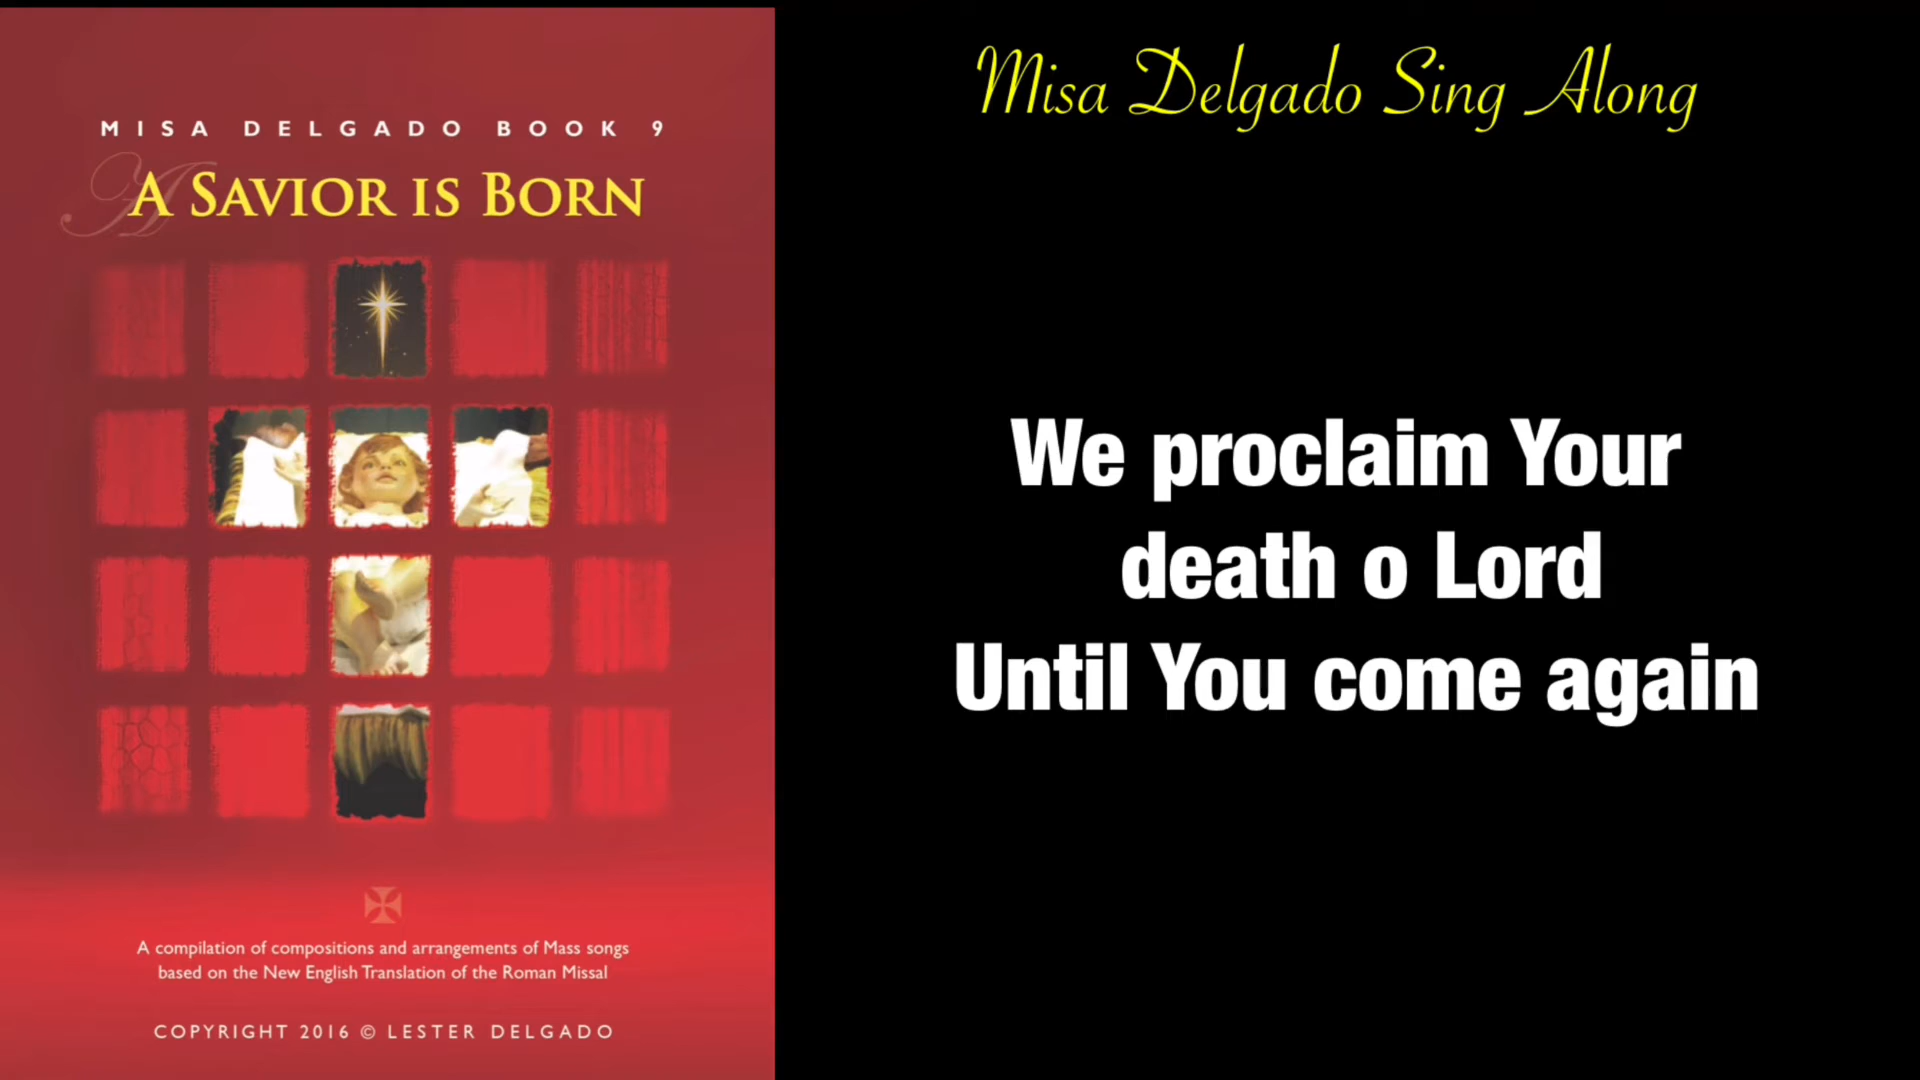 MISA DELGADO BOOK 9
A SAVIOR IS BORN
A compilation of compositions and arrangements of Mass songs
based on the New English Translation of the Roman Missal
COPYRIGHT 2016 © LESTER DELGADO
Misa Delgado Sing Along
We proclaim Your
death o Lord
Until You come again